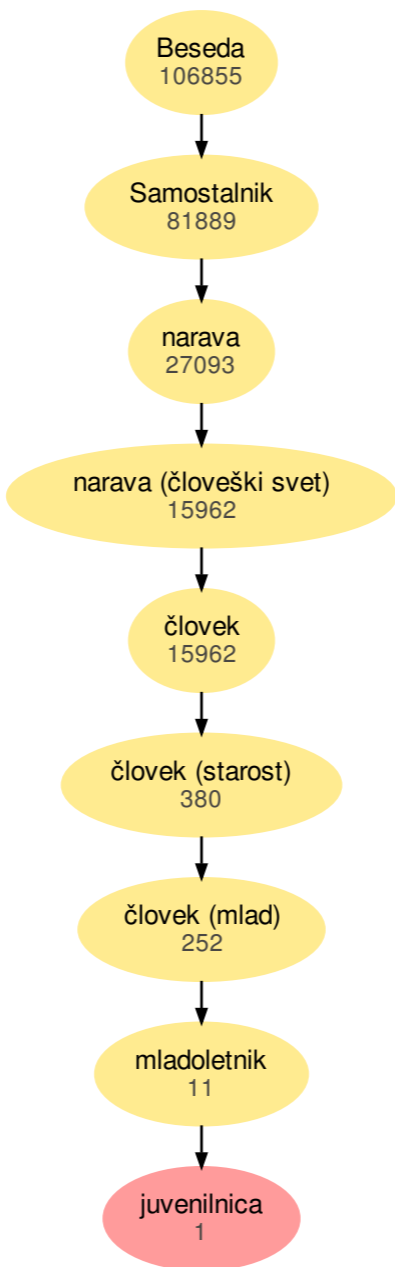 Beseda
106855
Samostalnik
81889
narava
27093
narava (človeški svet)
15962
človek
15962
človek (starost)
380
človek (mlad)
252
mladoletnik
11
juvenilnica
1